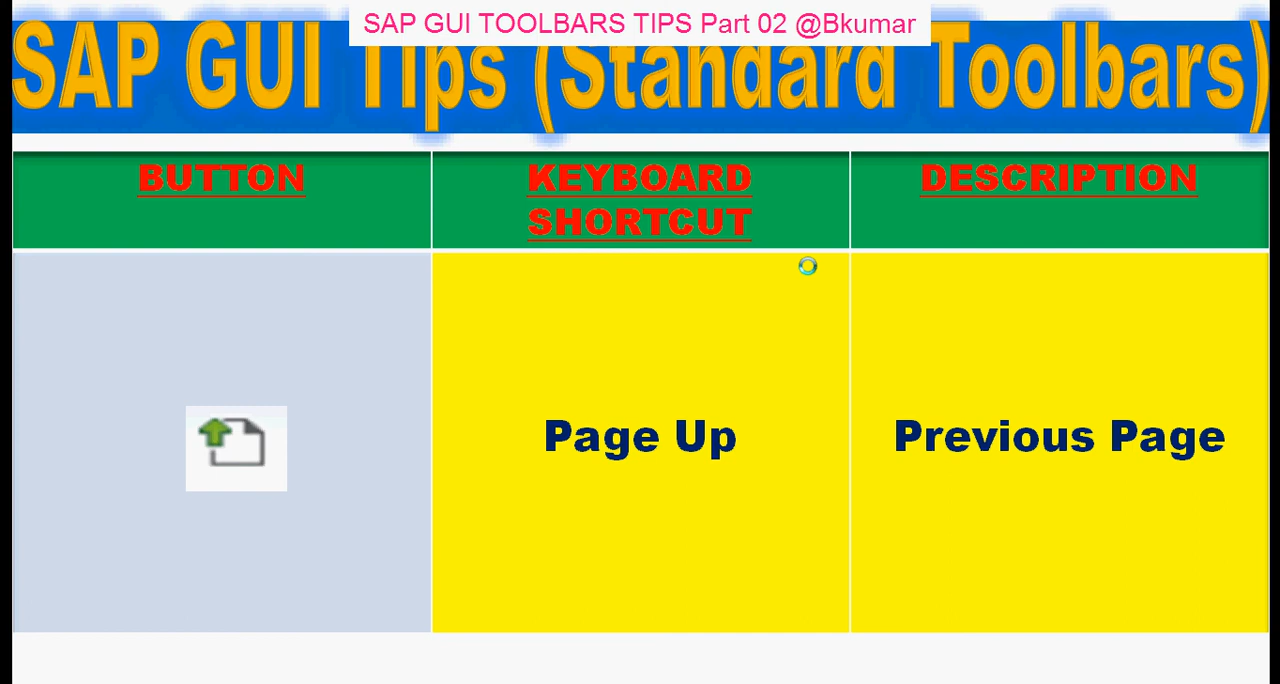 SAP GUI TOOLBARS TIPS Part 02 @Bkumar
SAP GUI Tips (Standard Toolbars)
BUTTON
KEYBOARD
SHORTCUT
DESCRIPTION
Page Up
Previous Page